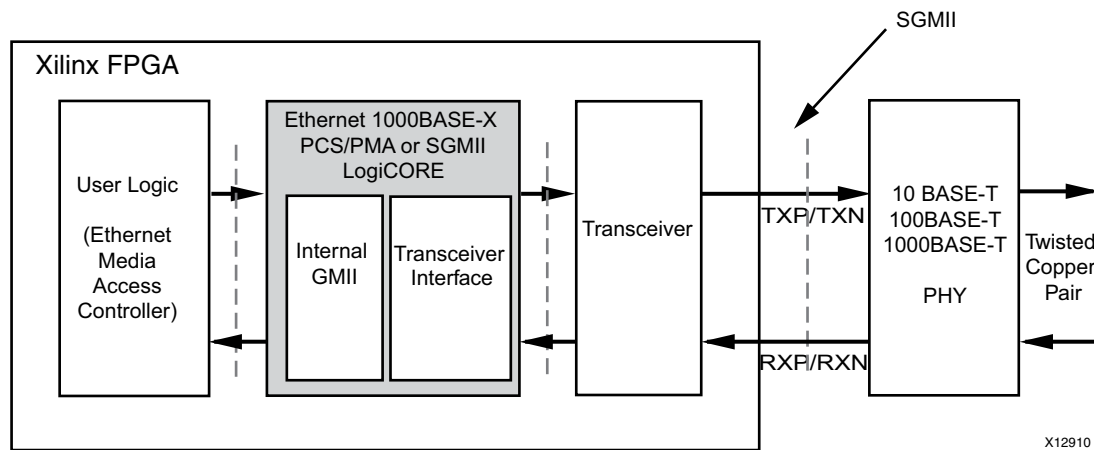 SGMII
Xilinx FPGA
User Logic
(Ethernet
Media
Access
Controller)
Ethernet 1000BASE-X
PCS/PMA or SGMII
LogiCORE
Internal
GMII
Transceiver
Interface
Transceiver
TXP/TXN
RXP/RXN
10 BASE-T
100BASE-T
1000BASE-T
PHY
Twisted
Copper
Pair
X12910